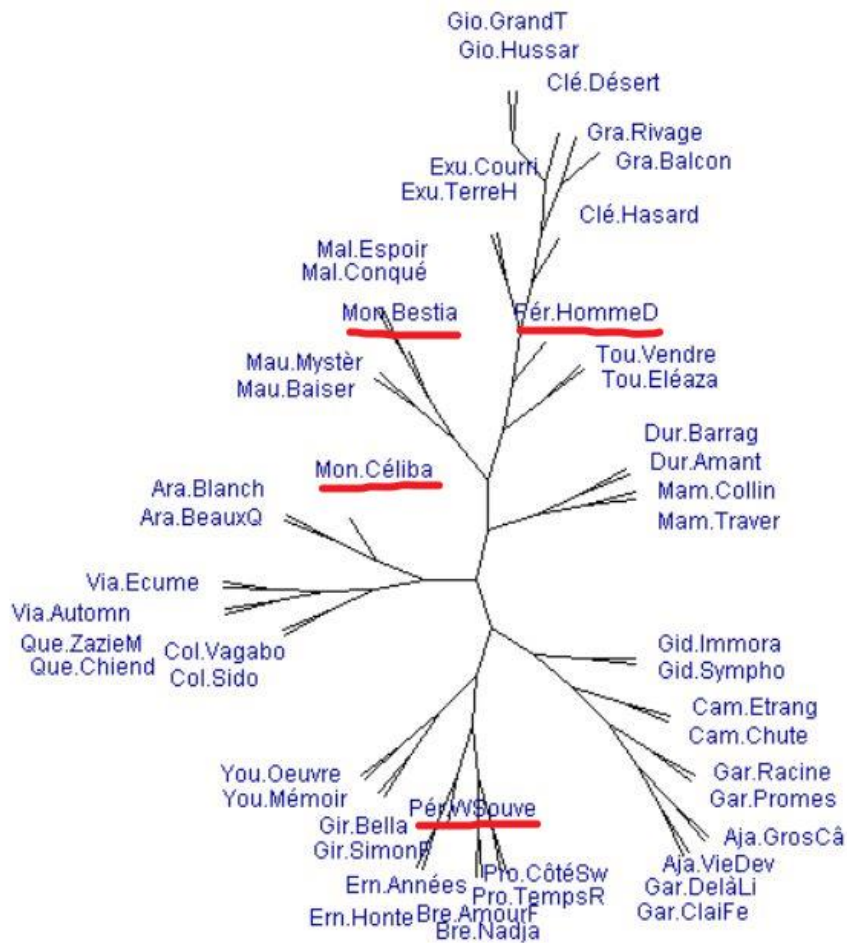 Gio.GrandT
Gio.Hussar
Clé.Désert
Gra.Rivage
Gra.Balcon
Exu.Courri
Exu.TerreH
Clé.Hasard
Mal.Espoir
Mal.Conqué
Mon.Bestia
Pér.HommeD
Mau.Mystèr
Mau.Baiser
Tou.Vendre
Tou.Eléaza
Dur.Barrag
Dur.Amant
Mam.Collin
Mam.Traver
Mon.Céliba
Ara.Blanch
Ara.BeauxQ
Via.Ecume
Via.Automn
Que.ZazieM
Que.Chiend
Col.Vagabo
Col.Sido
Gid.Immora
Gid.Sympho
Cam.Etrang
Cam.Chute
Gar.Racine
Gar.Promes
You.Oeuvre
You.Mémoir
Pér.WSouve
Gir.Bella
Gir.SimonP
Aja.GrosCâ
Aja.VieDev
Gar.DelàLi
Gar.ClaiFe
Pro.CôtéSw
Pro.TempsR
Ern.Années
Ern.Honte
Bre.AmourF
Bre.Nadja